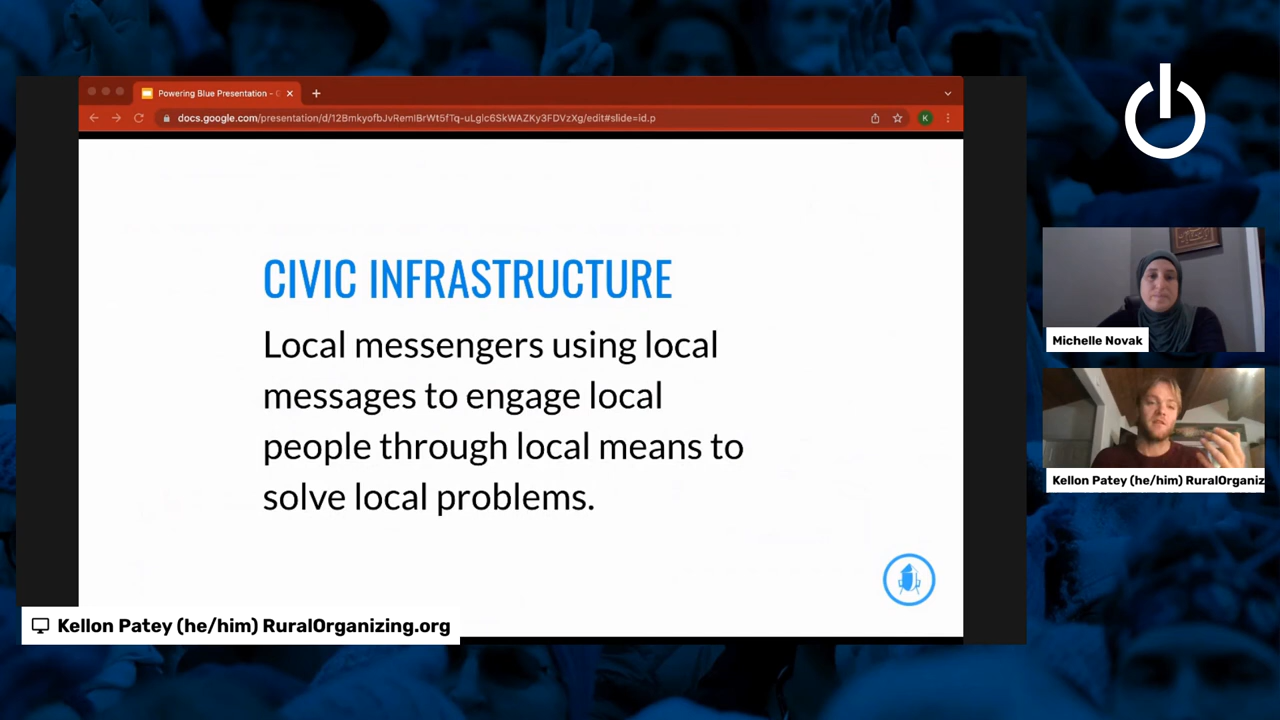 Powering Blue Presentation - G
docs.google.com/presentation/d/12BmkyofbJvRemIBrWt5fTq-uLglc6SkWAZKy3FDVzXg/edit#slide=id.p
K
CIVIC INFRASTRUCTURE
Local messengers using local
messages to engage local
people through local means to
solve local problems.
Michelle Novak
Kellon Patey (he/him) RuralOrganiz
Kellon Patey (he/him) RuralOrganizing.org